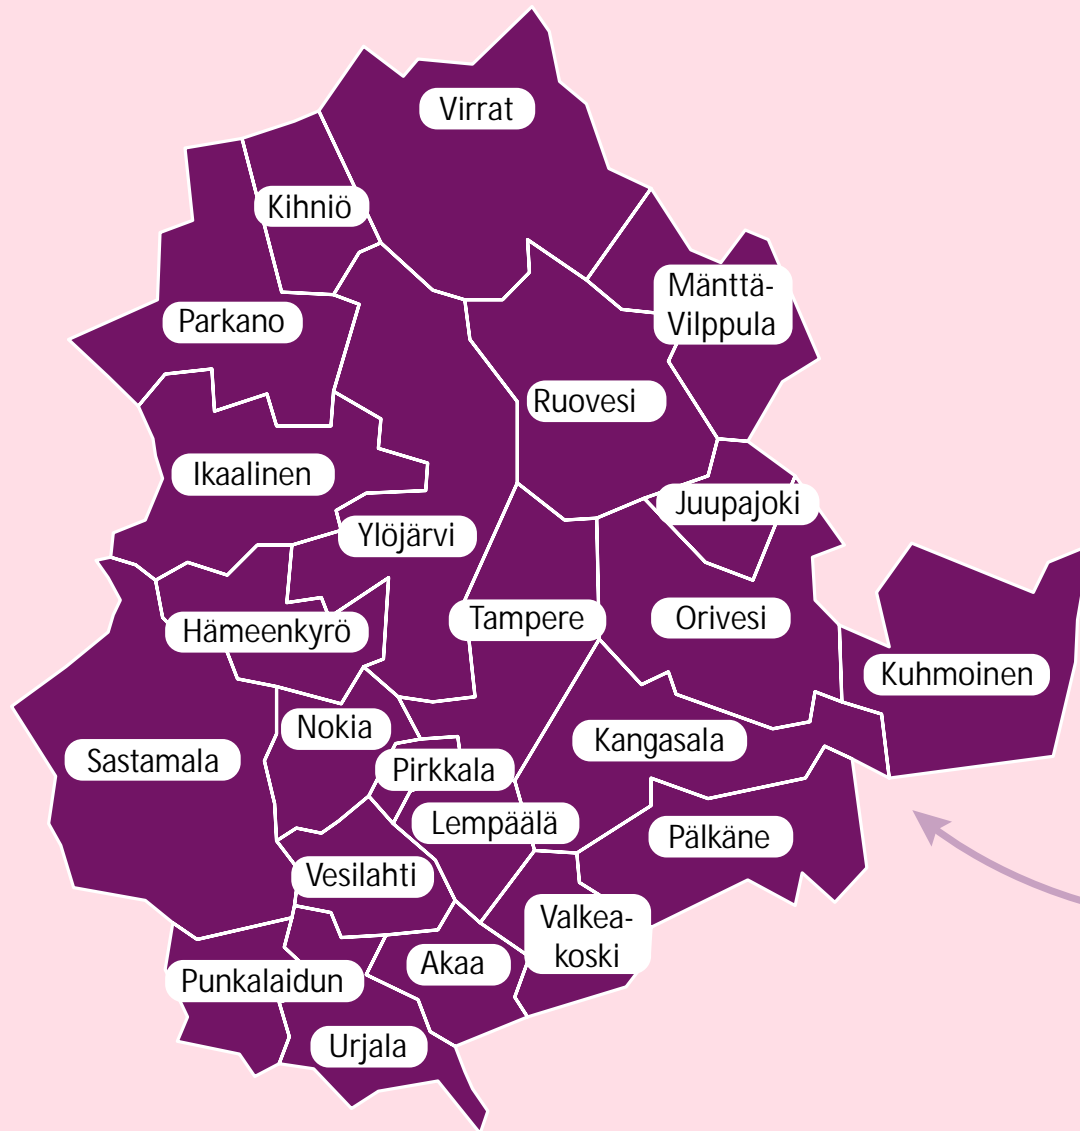 Virrat
Kihniö
Mänttä-
Vilppula
Parkano
Ruovesi
Ikaalinen
Juupajoki
Ylöjärvi
Tampere
Orivesi
Hämeenkyrö
Kuhmoinen
Nokia
Kangasala
Sastamala
Pirkkala
Lempäälä
Pälkäne
Vesilahti
Valkea-
koski
Akaa
Punkalaidun
Urjala